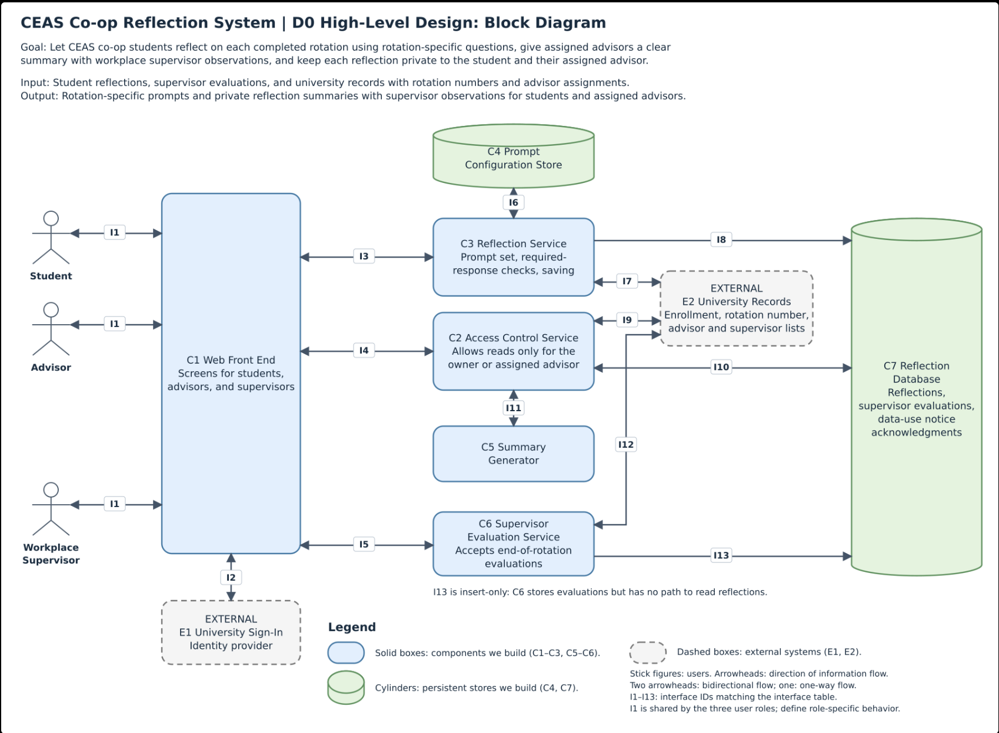 CEAS Co-op Reflection System | D0 High-Level Design: Block Diagram
Goal: Let CEAS co-op students reflect on each completed rotation using rotation-specific questions, give assigned advisors a clear
summary with workplace supervisor observations, and keep each reflection private to the student and their assigned advisor.
Input: Student reflections, supervisor evaluations, and university records with rotation numbers and advisor assignments.
Output: Rotation-specific prompts and private reflection summaries with supervisor observations for students and assigned advisors.
C4 Prompt
Configuration Store
I6
Student
I1
Advisor
I1
Workplace
Supervisor
I1
C1 Web Front End
Screens for students,
advisors, and supervisors
I2
EXTERNAL
E1 University Sign-In
Identity provider
I3
C3 Reflection Service
Prompt set, required-
response checks, saving
I8
I7
EXTERNAL
E2 University Records
Enrollment, rotation number,
advisor and supervisor lists
I4
C2 Access Control Service
Allows reads only for the
owner or assigned advisor
I9
I10
I11
C5 Summary
Generator
I12
I5
C6 Supervisor
Evaluation Service
Accepts end-of-rotation
evaluations
I13
C7 Reflection
Database
Reflections,
supervisor evaluations,
data-use notice
acknowledgments
I13 is insert-only: C6 stores evaluations but has no path to read reflections.
Legend
Solid boxes: components we build (C1–C3, C5–C6).
Cylinders: persistent stores we build (C4, C7).
Dashed boxes: external systems (E1, E2).
Stick figures: users. Arrowheads: direction of information flow.
Two arrowheads: bidirectional flow; one: one-way flow.
I1–I13: interface IDs matching the interface table.
I1 is shared by the three user roles; define role-specific behavior.